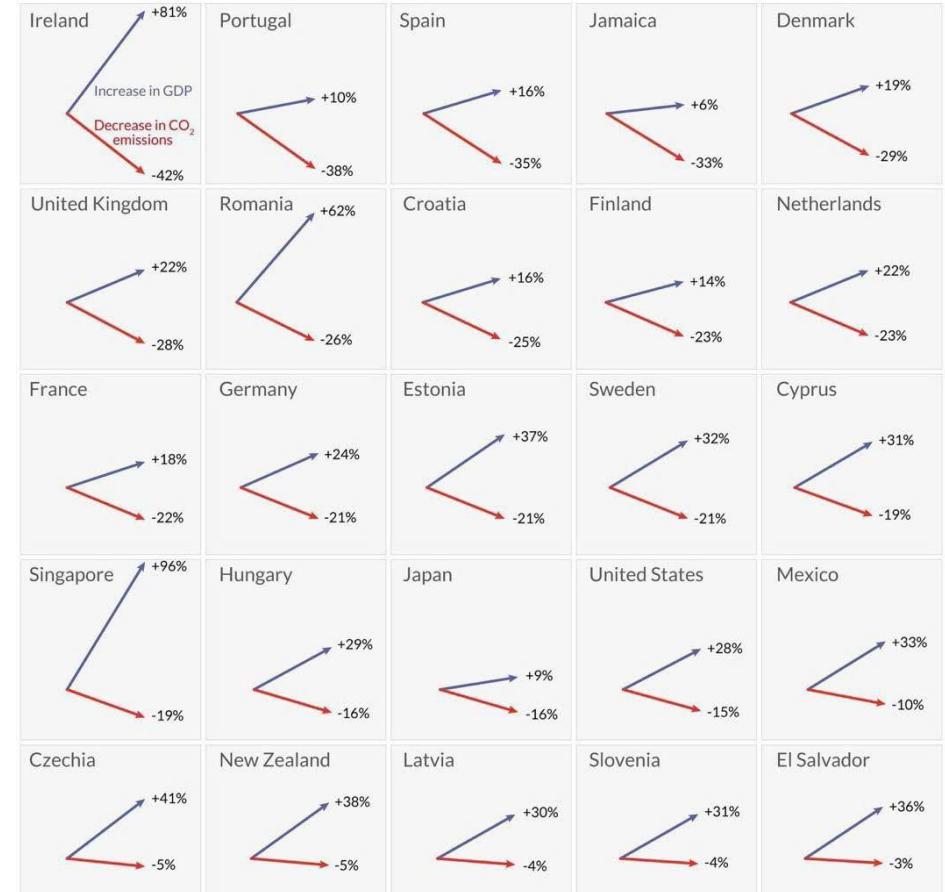 Ireland
+81%
Increase in GDP
Decrease in CO₂
emissions
-42%
Portugal
+10%
-38%
Spain
+16%
-35%
Jamaica
+6%
-33%
Denmark
+19%
-29%
United Kingdom
+22%
-28%
Romania
+62%
-26%
Croatia
+16%
-25%
Finland
+14%
-23%
Netherlands
+22%
-23%
France
+18%
-22%
Germany
+24%
-21%
Estonia
+37%
-21%
Sweden
+32%
-21%
Cyprus
+31%
-19%
Singapore
+96%
-19%
Hungary
+29%
-16%
Japan
+9%
-16%
United States
+28%
-15%
Mexico
+33%
-10%
Czechia
+41%
-5%
New Zealand
+38%
-5%
Latvia
+30%
-4%
Slovenia
+31%
-4%
El Salvador
+36%
-3%